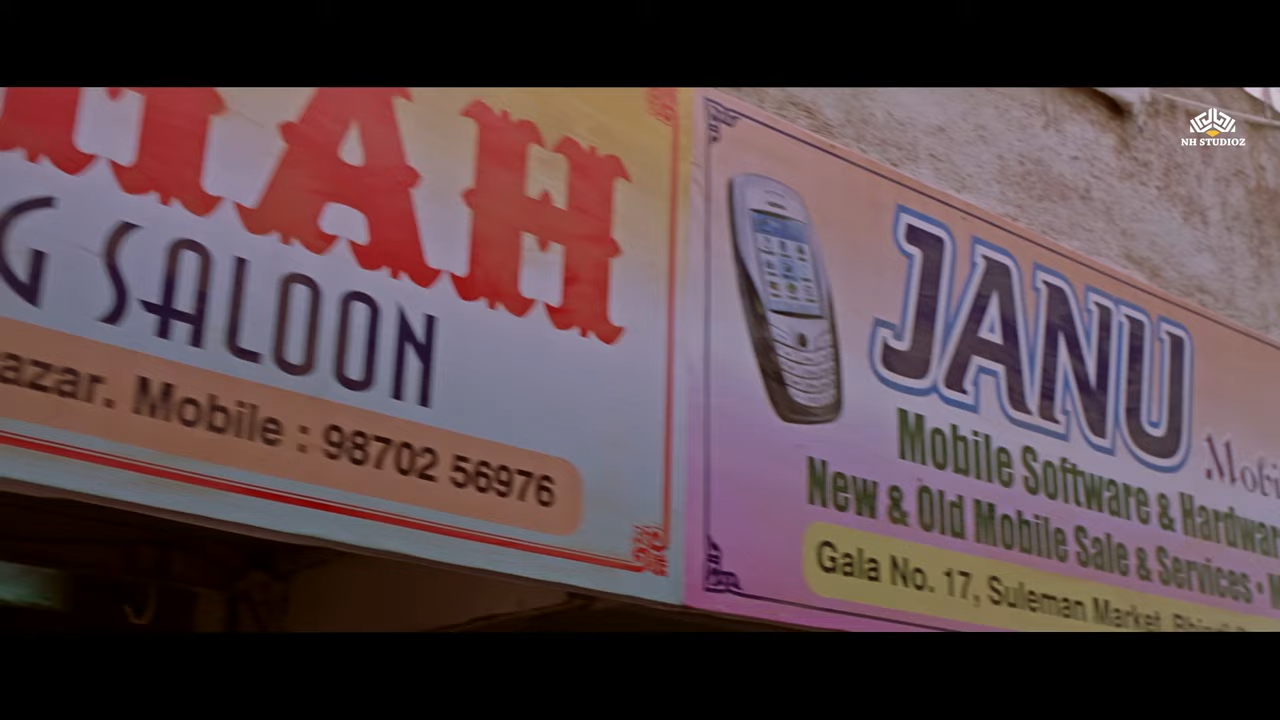 SALOON
azar. Mobile : 98702 56976
JANU
Mobile Software & Hardwar
New & Old Mobile Sale & Services •
Gala No. 17, Suleman Market,
NH STUDIOZ